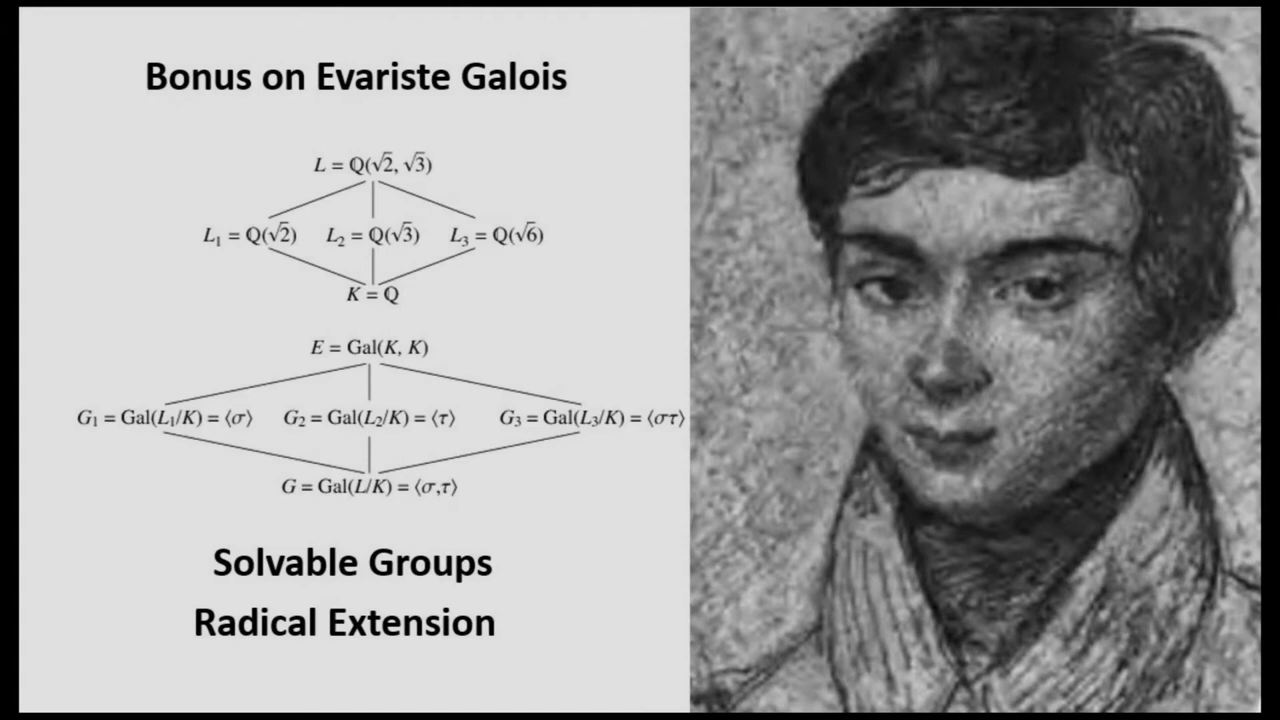 Bonus on Evariste Galois
L = Q(√2, √3)
L₁ = Q(√2) L₂ = Q(√3) L₃ = Q(√6)
K = Q
E = Gal(K, K)
G₁ = Gal(L₁/K) = ⟨σ⟩ G₂ = Gal(L₂/K) = ⟨τ⟩ G₃ = Gal(L₃/K) = ⟨στ⟩
G = Gal(L/K) = ⟨σ,τ⟩
Solvable Groups
Radical Extension